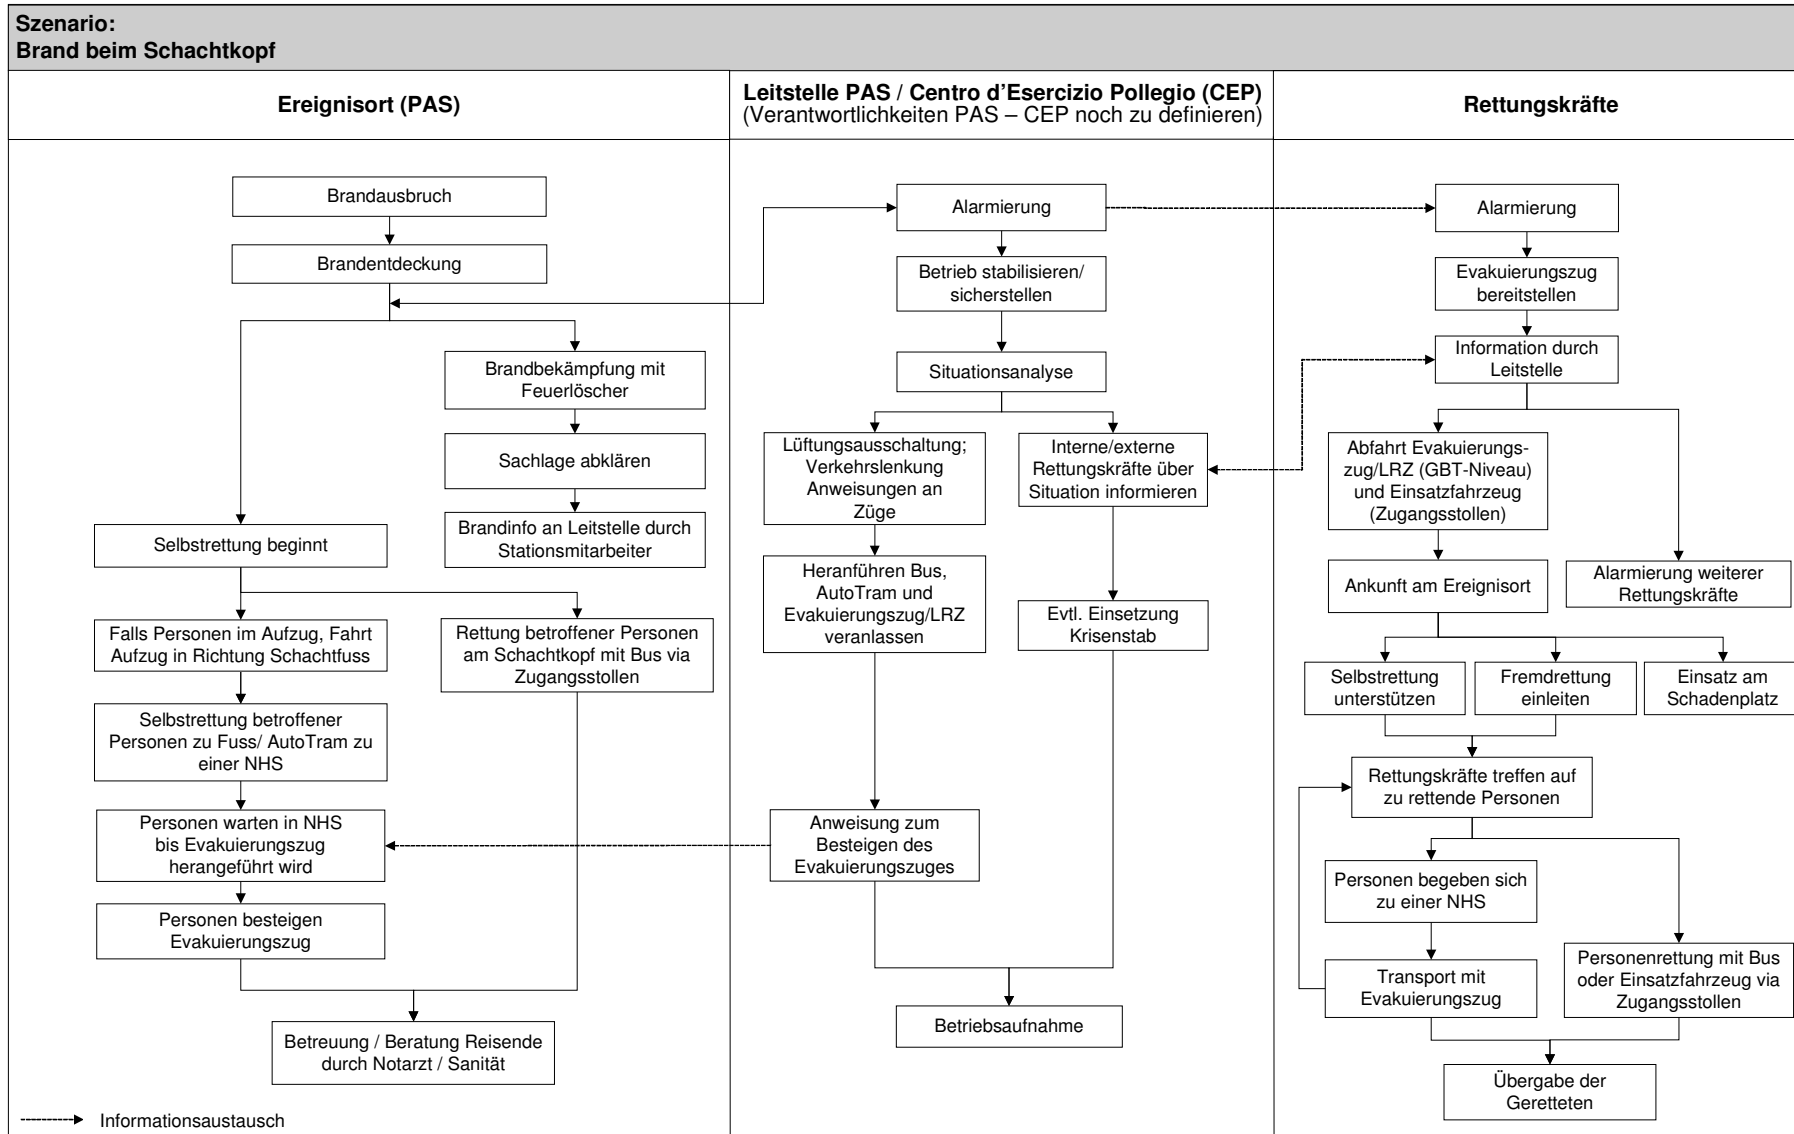 Szenario:
Brand beim Schachtkopf
Ereignisort (PAS)
Leitstelle PAS / Centro d'Esercizio Pollegio (CEP)
(Verantwortlichkeiten PAS – CEP noch zu definieren)
Rettungskräfte
Brandausbruch
Brandentdeckung
Brandbekämpfung mit
Feuerlöscher
Sachlage abklären
Brandinfo an Leitstelle durch
Stationsmitarbeiter
Selbstrettung beginnt
Falls Personen im Aufzug, Fahrt
Aufzug in Richtung Schachtfuss
Rettung betroffener Personen
am Schachtkopf mit Bus via
Zugangsstollen
Selbstrettung betroffener
Personen zu Fuss/ AutoTram zu
einer NHS
Personen warten in NHS
bis Evakuierungszug
herangeführt wird
Personen besteigen
Evakuierungszug
Betreuung / Beratung Reisende
durch Notarzt / Sanität
Informationsaustausch
Alarmierung
Betrieb stabilisieren/
sicherstellen
Situationsanalyse
Lüftungsausschaltung;
Verkehrslenkung
Anweisungen an
Züge
Interne/externe
Rettungskräfte über
Situation informieren
Heranführen Bus,
AutoTram und
Evakuierungszug/LRZ
veranlassen
Evtl. Einsetzung
Krisenstab
Anweisung zum
Besteigen des
Evakuierungszuges
Betriebsaufnahme
Alarmierung
Evakuierungszug
bereitstellen
Information durch
Leitstelle
Abfahrt Evakuierungs-
zug/LRZ (GBT-Niveau)
und Einsatzfahrzeug
(Zugangsstollen)
Ankunft am Ereignisort
Alarmierung weiterer
Rettungskräfte
Selbstrettung
unterstützen
Fremdrettung
einleiten
Einsatz am
Schadenplatz
Rettungskräfte treffen auf
zu rettende Personen
Personen begeben sich
zu einer NHS
Transport mit
Evakuierungszug
Personenrettung mit Bus
oder Einsatzfahrzeug via
Zugangsstollen
Übergabe der
Geretteten